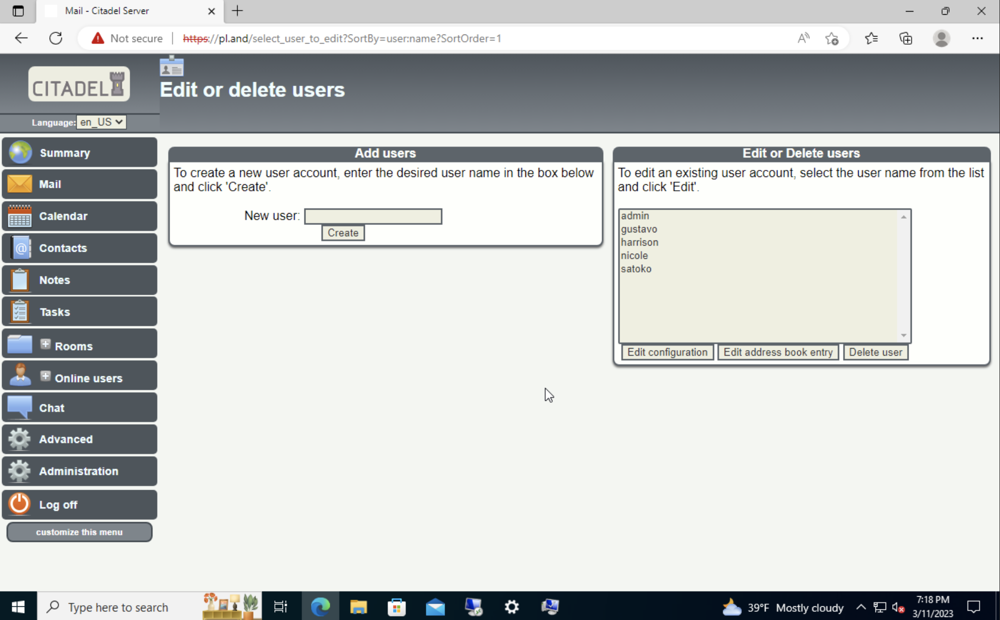 Mail - Citadel Server
Not secure
https://pl.and/select_user_to_edit?SortBy=user:name?SortOrder=1
CITADEL
Edit or delete users
Language: en_US
Summary
Mail
Calendar
Contacts
Notes
Tasks
Rooms
Online users
Chat
Advanced
Administration
Log off
customize this menu
Add users
To create a new user account, enter the desired user name in the box below
and click 'Create'.
New user:
Create
Edit or Delete users
To edit an existing user account, select the user name from the list
and click 'Edit'.
admin
gustavo
harrison
nicole
satoko
Edit configuration
Edit address book entry
Delete user
Type here to search
39°F Mostly cloudy
7:18 PM
3/11/2023